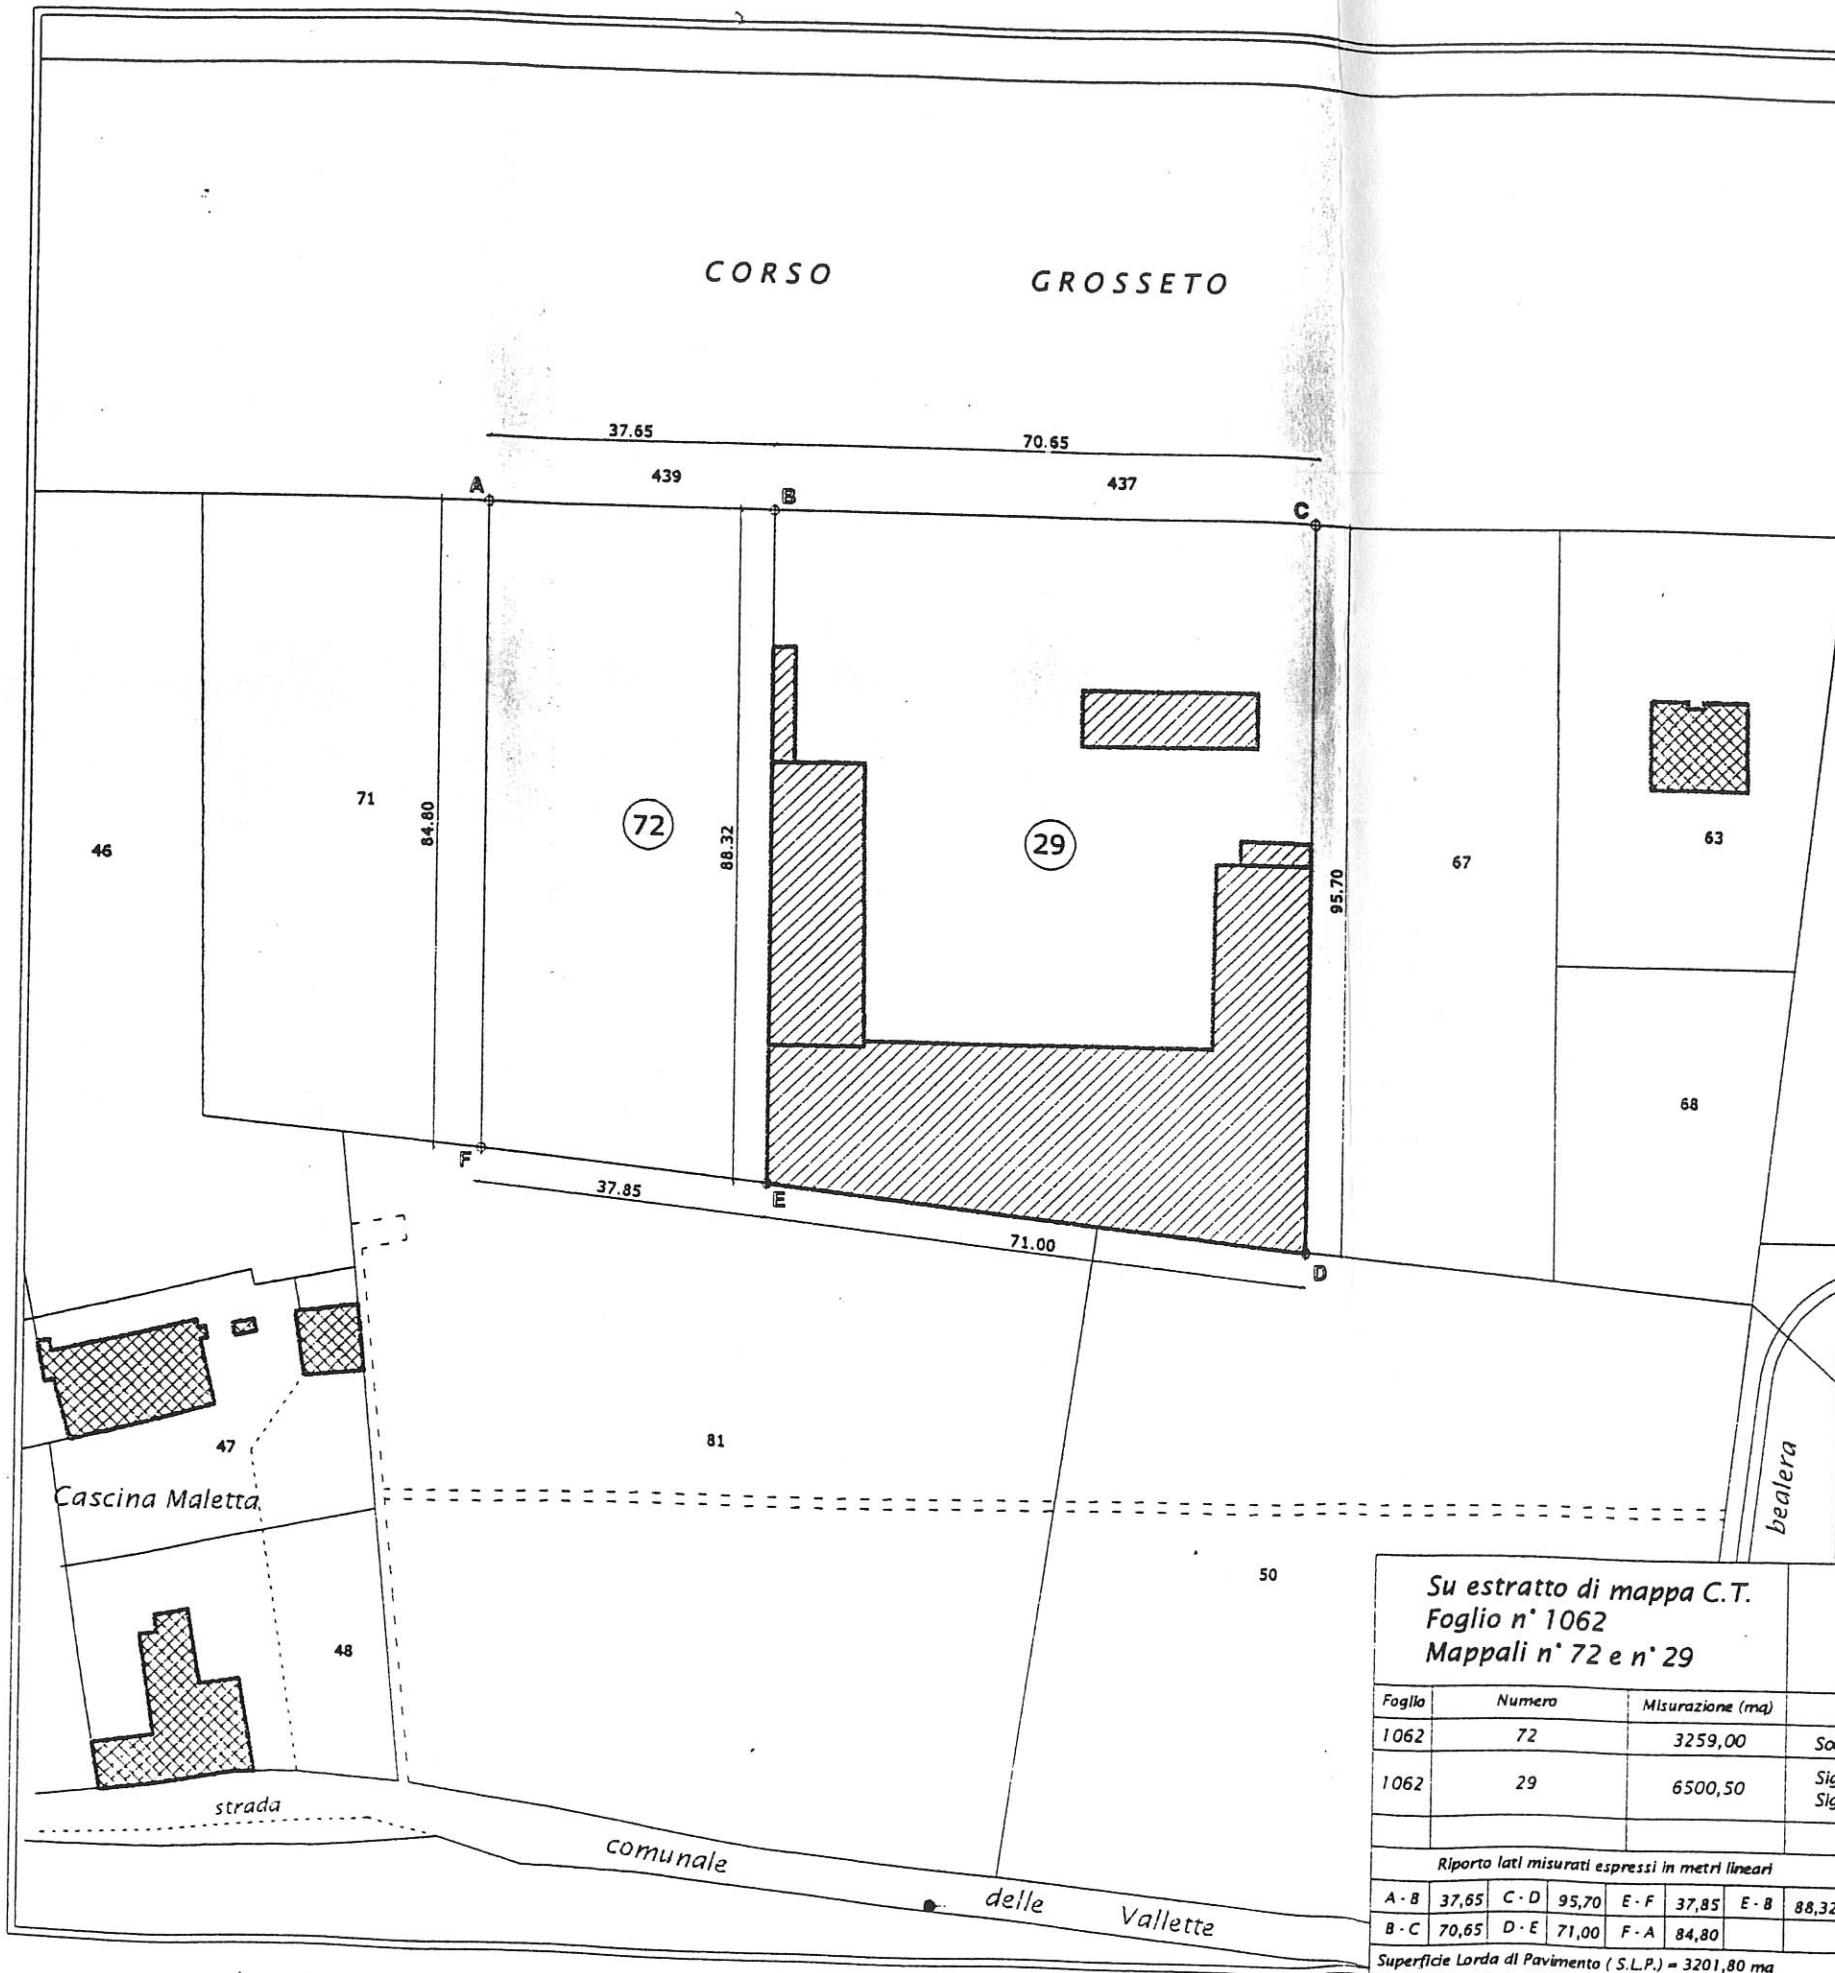 CORSO GROSSETO
37.65 70.65
439 437
A B C
71 84.80 72 88.32 29 95.70 67 63
46
68
F 37.85 E
71.00 D
47 81
Cascina Maletta
bealera
50
48
strada
comunale
delle Vallette
Su estratto di mappa C.T.
Foglio n° 1062
Mappali n° 72 e n° 29
Foglio Numero Misurazione (mq)
1062 72 3259,00
1062 29 6500,50
Sig
Sig
Riporto lati misurati espressi in metri lineari
A - B 37,65 C - D 95,70 E - F 37,85 E - B 88,32
B - C 70,65 D - E 71,00 F - A 84,80
Superficie Lorda di Pavimento ( S.L.P.) = 3201,80 mq